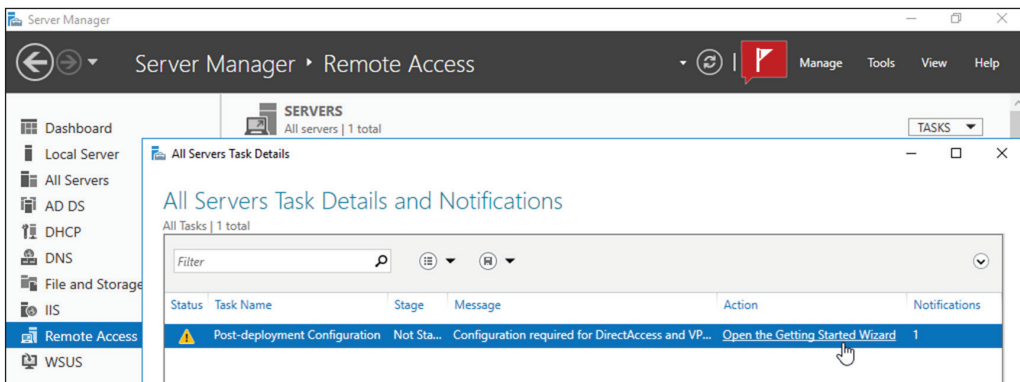 Server Manager
Server Manager ‣ Remote Access
Manage Tools View Help
SERVERS
All servers | 1 total
TASKS
Dashboard
Local Server
All Servers
AD DS
DHCP
DNS
File and Storage
IIS
Remote Access
WSUS
All Servers Task Details
All Servers Task Details and Notifications
All Tasks | 1 total
Filter
Status Task Name Stage Message Action Notifications
Post-deployment Configuration Not Sta... Configuration required for DirectAccess and VP... Open the Getting Started Wizard 1